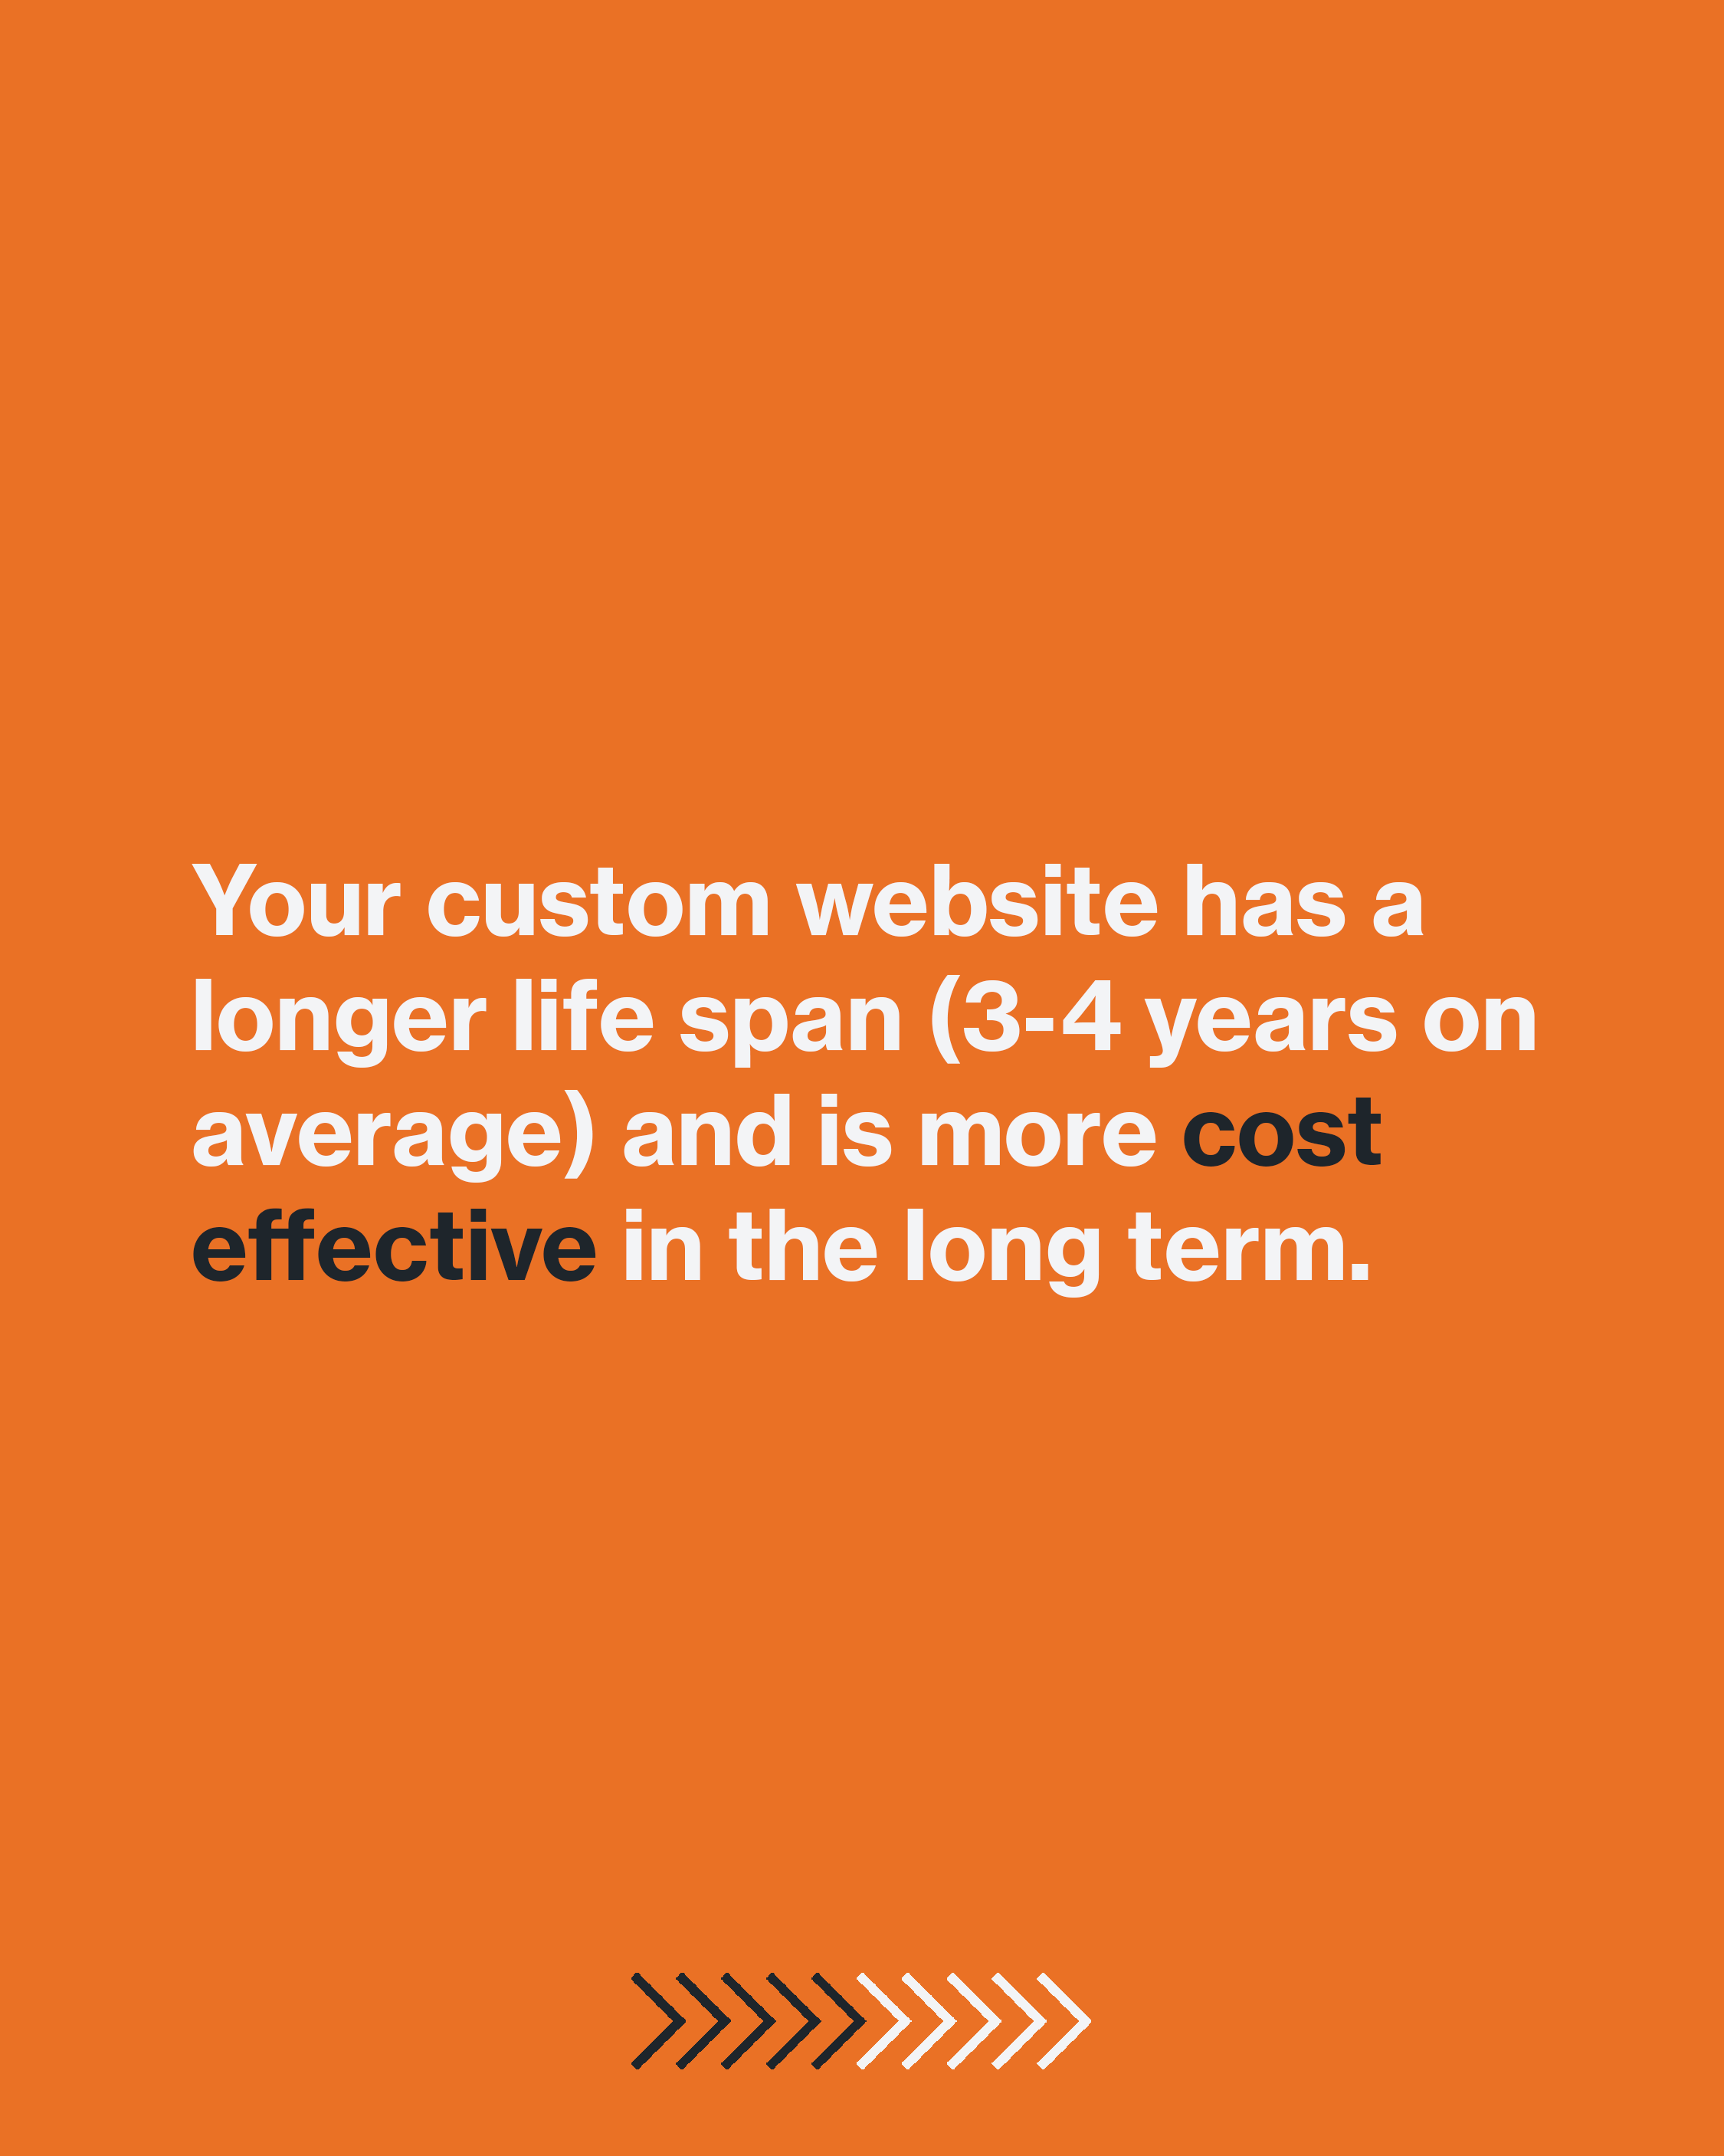 Your custom website has a
longer life span (3-4 years on
average) and is more cost
effective in the long term.